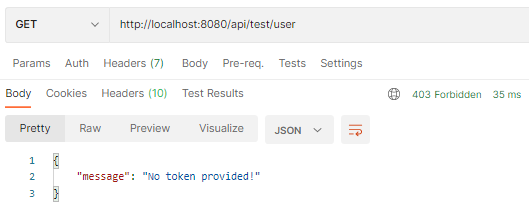 GET http://localhost:8080/api/test/user
Params Auth Headers (7) Body Pre-req. Tests Settings
Body Cookies Headers (10) Test Results 403 Forbidden 35 ms
Pretty Raw Preview Visualize JSON
1 {
2 "message": "No token provided!"
3 }